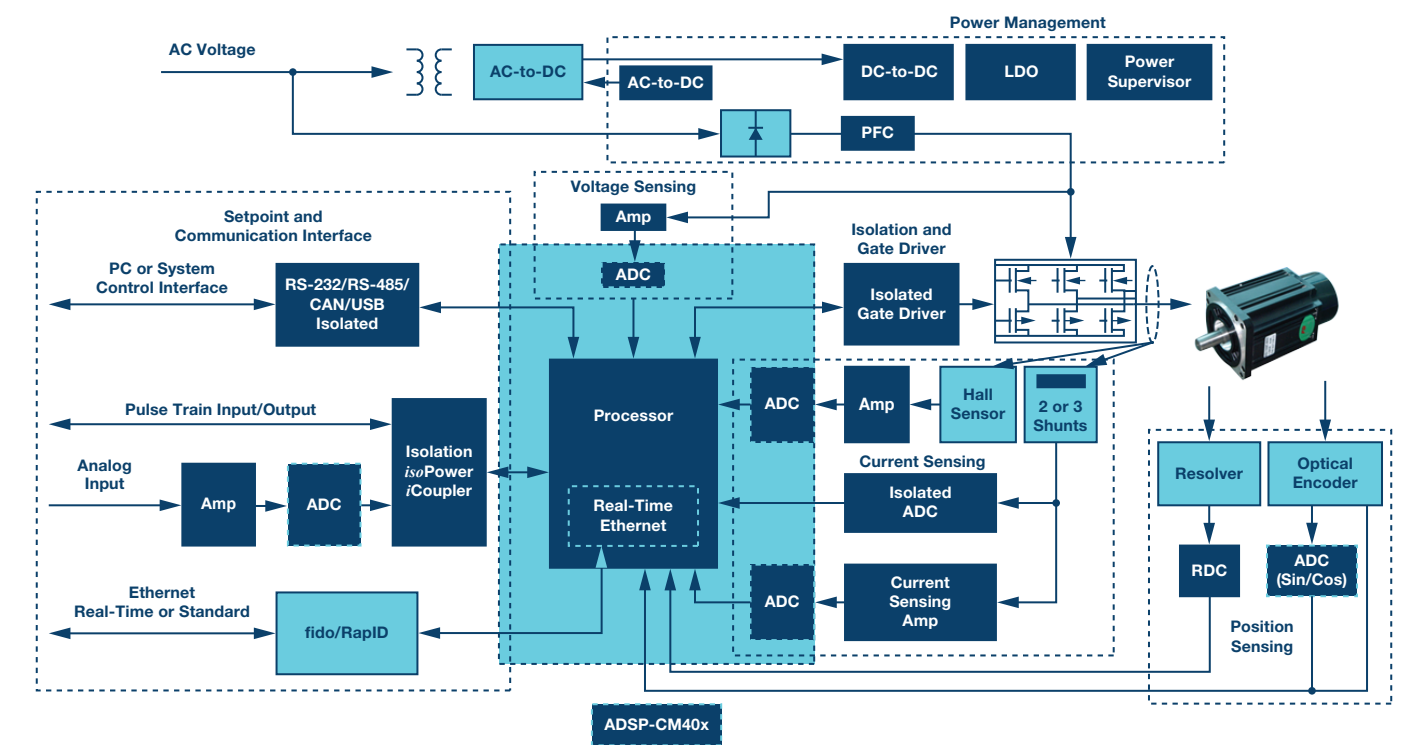 Power Management
AC Voltage
AC-to-DC
AC-to-DC
DC-to-DC
LDO
Power
Supervisor
PFC
Voltage Sensing
Amp
ADC
Setpoint and
Communication Interface
PC or System
Control Interface
RS-232/RS-485/
CAN/USB
Isolated
Isolation and
Gate Driver
Isolated
Gate Driver
Pulse Train Input/Output
Analog
Input
Amp
ADC
Isolation
isoPower
iCoupler
Processor
Real-Time
Ethernet
ADC
Amp
Hall
Sensor
2 or 3
Shunts
Current Sensing
Isolated
ADC
ADC
Current
Sensing
Amp
Resolver
Optical
Encoder
RDC
ADC
(Sin/Cos)
Position
Sensing
Ethernet
Real-Time or Standard
fido/RapID
ADSP-CM40x